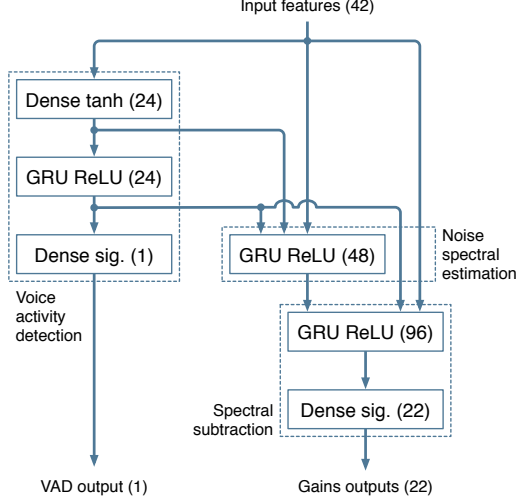 Input features (42)
Dense tanh (24)
GRU ReLU (24)
Dense sig. (1)
GRU ReLU (48)
Noise
spectral
estimation
Voice
activity
detection
GRU ReLU (96)
Dense sig. (22)
Spectral
subtraction
VAD output (1)
Gains outputs (22)